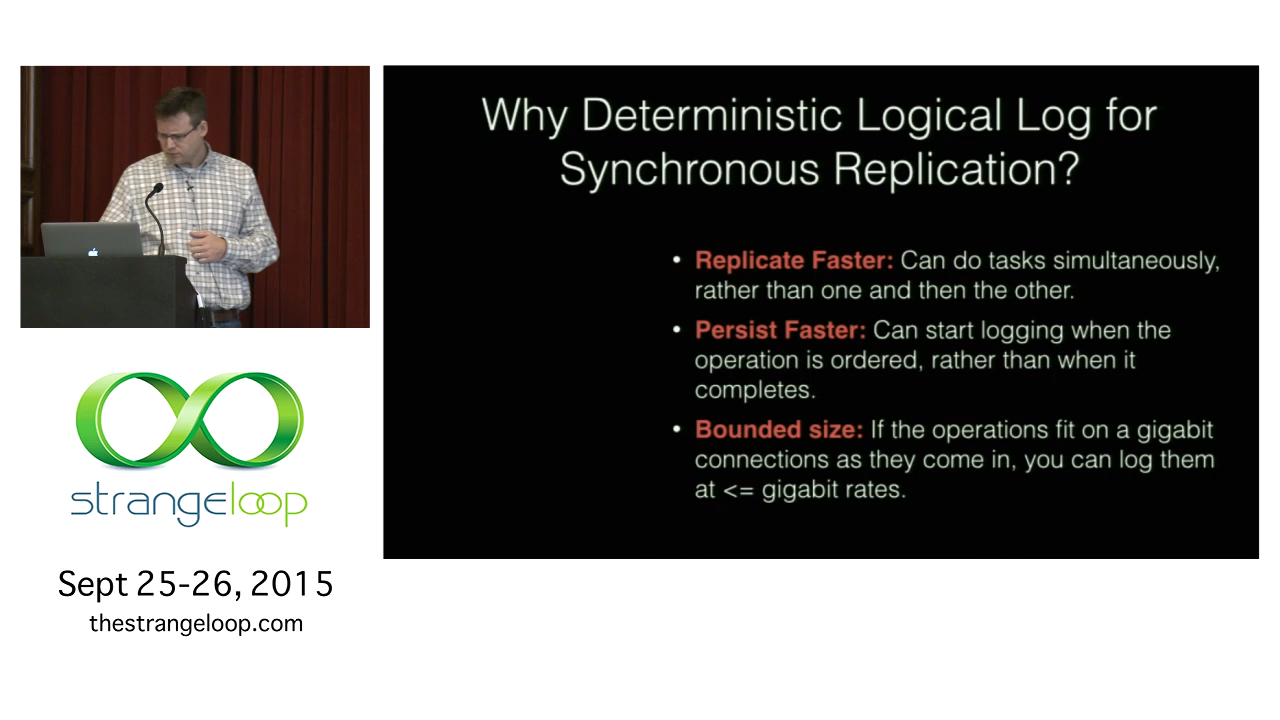 Why Deterministic Logical Log for
Synchronous Replication?
• Replicate Faster: Can do tasks simultaneously,
rather than one and then the other.
• Persist Faster: Can start logging when the
operation is ordered, rather than when it
completes.
• Bounded size: If the operations fit on a gigabit
connections as they come in, you can log them
at <= gigabit rates.
strangeloop
Sept 25-26, 2015
thestrangeloop.com